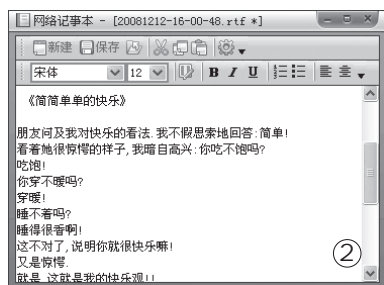 网络记事本 - [20081212-16-00-48.rtf *]
新建 保存
宋体 12 B I U
《简简单单的快乐》
朋友问及我对快乐的看法.我不假思索地回答:简单!
看着她很惊愕的样子,我暗自高兴:你吃不饱吗?
吃饱!
你穿不暖吗?
穿暖!
睡不着吗?
睡得很香啊!
这不对了,说明你就很快乐嘛!
又是惊愕.
就是 这就是我的快乐观!!
②